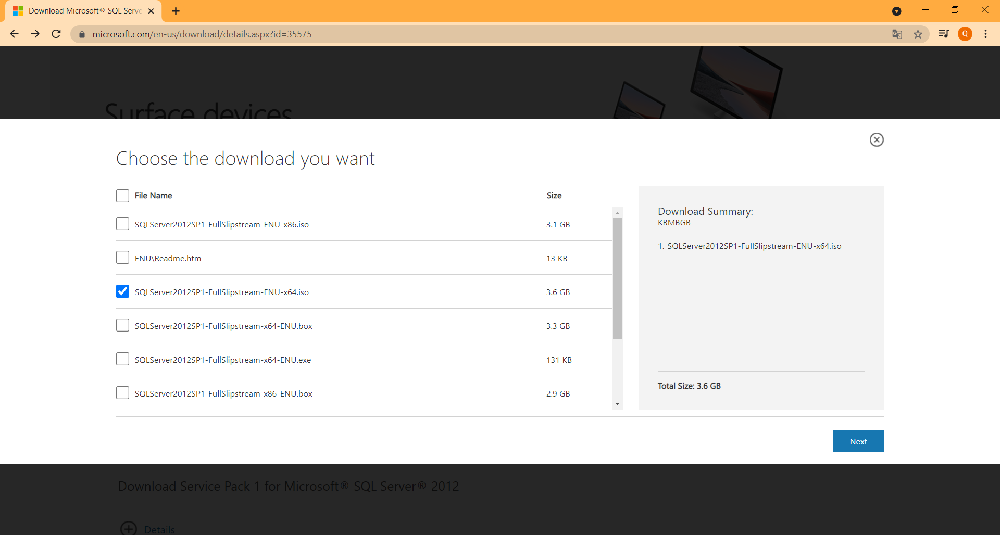 Download Microsoft® SQL Serve
microsoft.com/en-us/download/details.aspx?id=35575
Q
Surface devices
Choose the download you want
File Name Size
SQLServer2012SP1-FullSlipstream-ENU-x86.iso 3.1 GB
ENU\Readme.htm 13 KB
SQLServer2012SP1-FullSlipstream-ENU-x64.iso 3.6 GB
SQLServer2012SP1-FullSlipstream-x64-ENU.box 3.3 GB
SQLServer2012SP1-FullSlipstream-x64-ENU.exe 131 KB
SQLServer2012SP1-FullSlipstream-x86-ENU.box 2.9 GB
Download Summary:
KBMBGB
1. SQLServer2012SP1-FullSlipstream-ENU-x64.iso
Total Size: 3.6 GB
Next
Download Service Pack 1 for Microsoft® SQL Server® 2012
Details